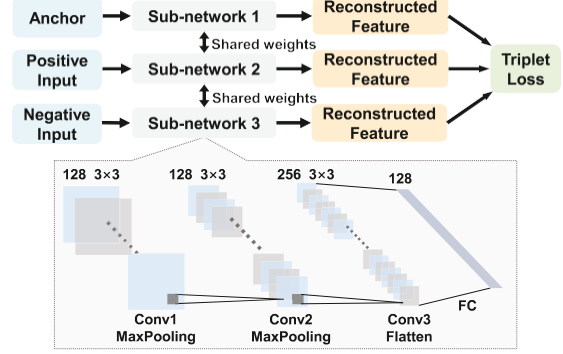 Anchor
Sub-network 1
Reconstructed
Feature
Shared weights
Positive
Input
Sub-network 2
Reconstructed
Feature
Triplet
Loss
Shared weights
Negative
Input
Sub-network 3
Reconstructed
Feature
128 3×3
128 3×3
256 3×3
128
Conv1
MaxPooling
Conv2
MaxPooling
Conv3
Flatten
FC